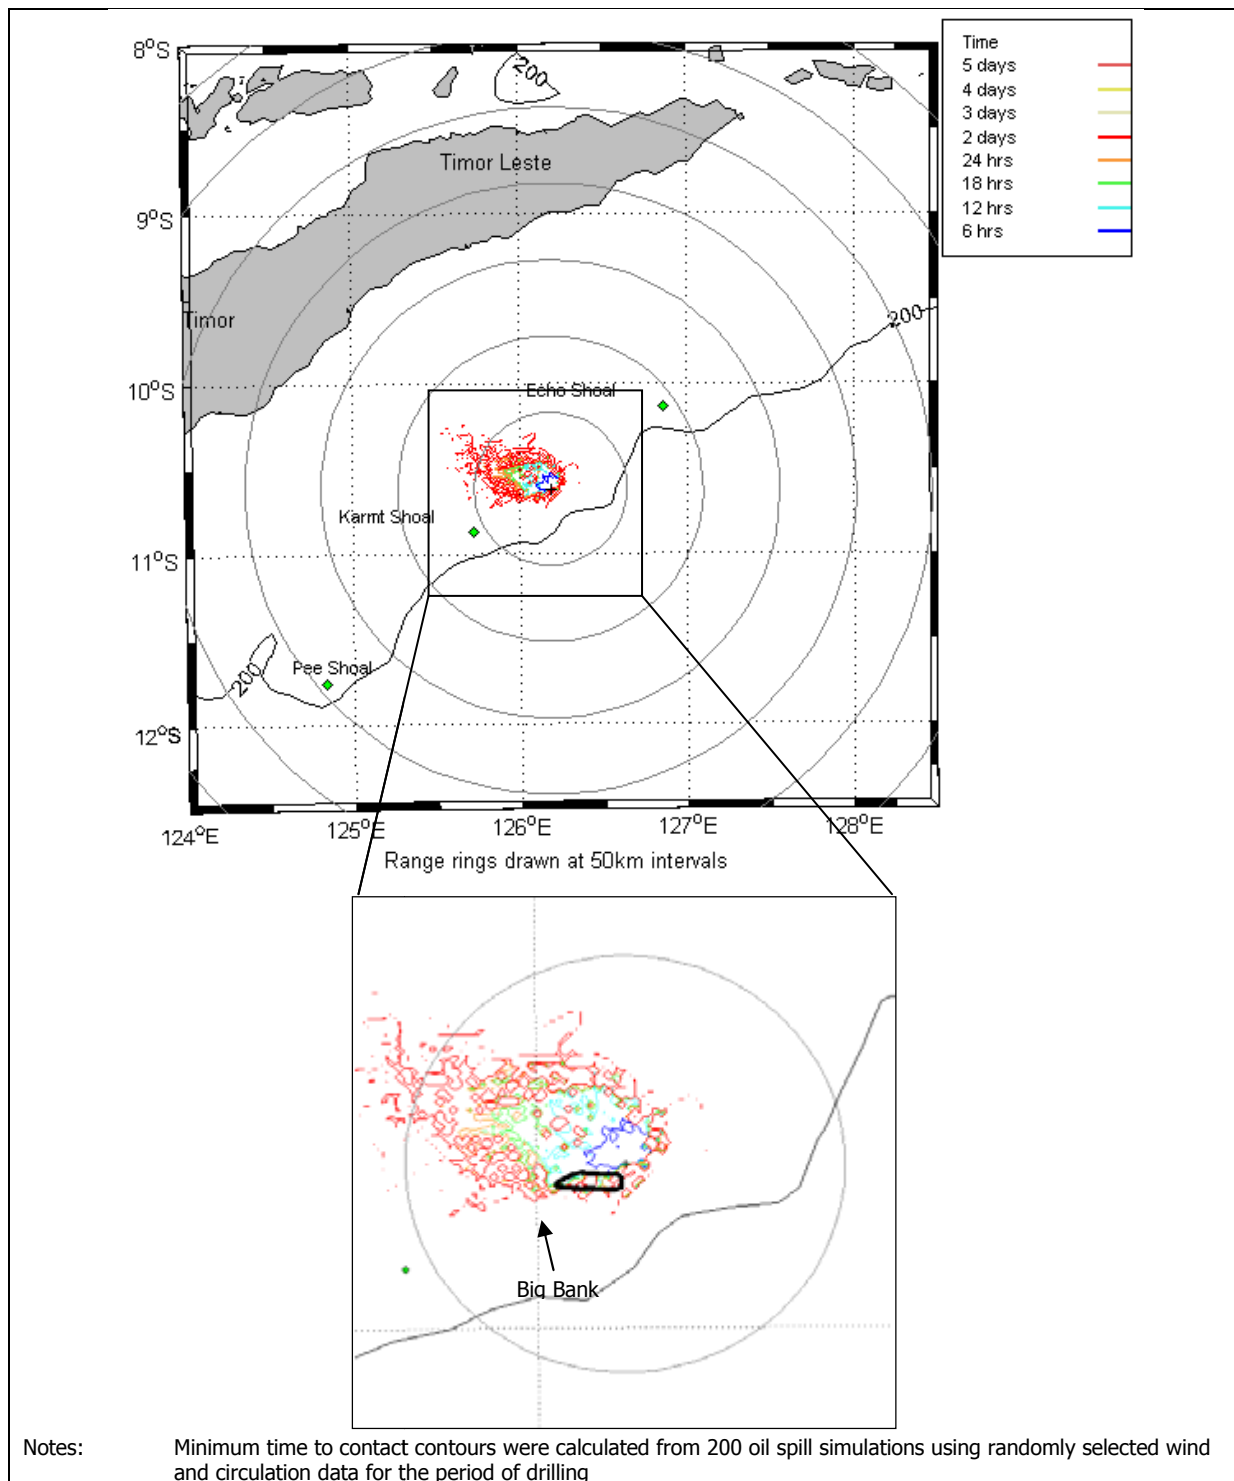 Time
5 days
4 days
3 days
2 days
24 hrs
18 hrs
12 hrs
6 hrs
8°S
200
Timor Leste
9°S
Timor
200
10°S
Echo Shoal
Karmt Shoal
11°S
Pee Shoal
200
12°S
124°E 125°E 126°E 127°E 128°E
Range rings drawn at 50km intervals
Big Bank
Notes: Minimum time to contact contours were calculated from 200 oil spill simulations using randomly selected wind
and circulation data for the period of drilling